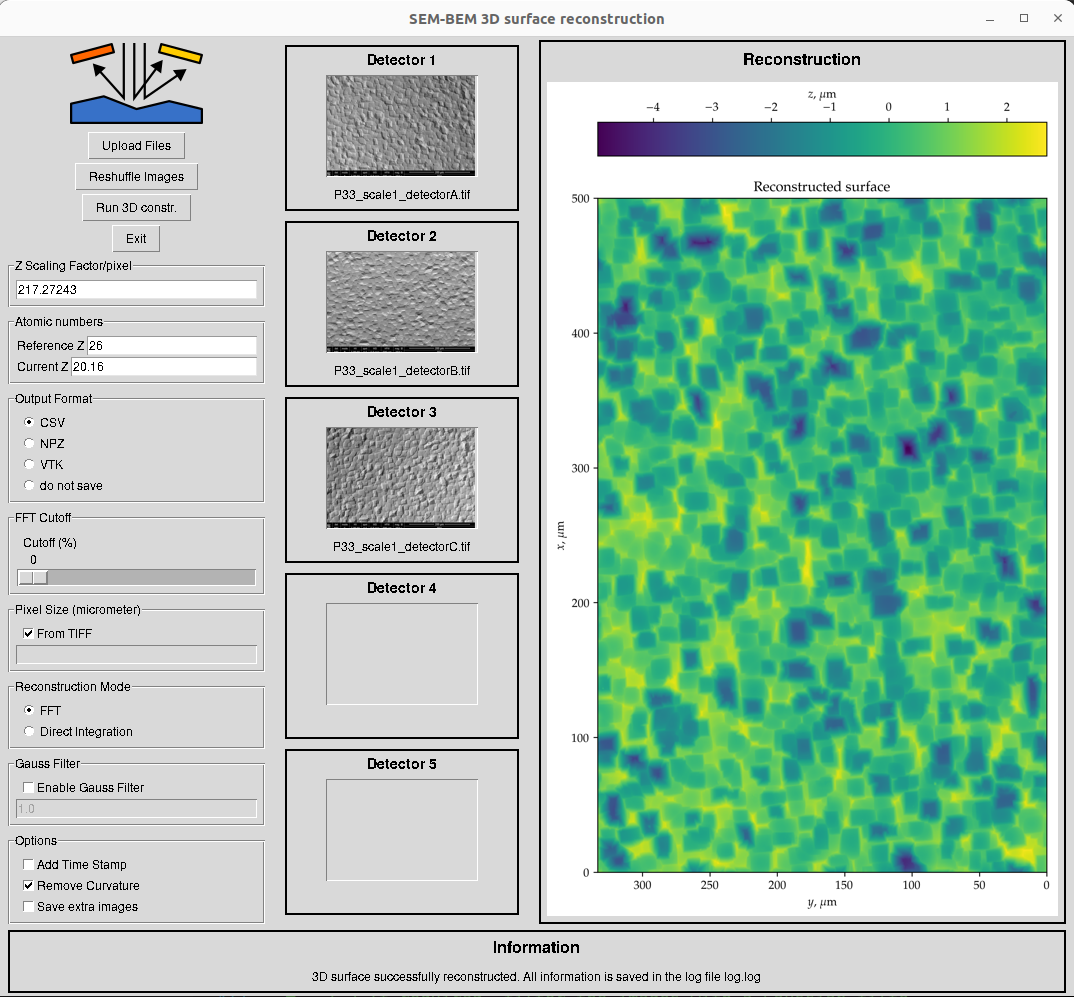 SEM-BEM 3D surface reconstruction
Upload Files
Reshuffle Images
Run 3D constr.
Exit
Z Scaling Factor/pixel
217.27243
Atomic numbers
Reference Z 26
Current Z 20.16
Output Format
CSV
NPZ
VTK
do not save
FFT Cutoff
Cutoff (%)
0
Pixel Size (micrometer)
From TIFF
Reconstruction Mode
FFT
Direct Integration
Gauss Filter
Enable Gauss Filter
1.0
Options
Add Time Stamp
Remove Curvature
Save extra images
Detector 1
P33_scale1_detectorA.tif
Detector 2
P33_scale1_detectorB.tif
Detector 3
P33_scale1_detectorC.tif
Detector 4
Detector 5
Reconstruction
z, μm
−4 −3 −2 −1 0 1 2
Reconstructed surface
500
400
300
200
100
0
x, μm
300 250 200 150 100 50 0
y, μm
Information
3D surface successfully reconstructed. All information is saved in the log file log.log